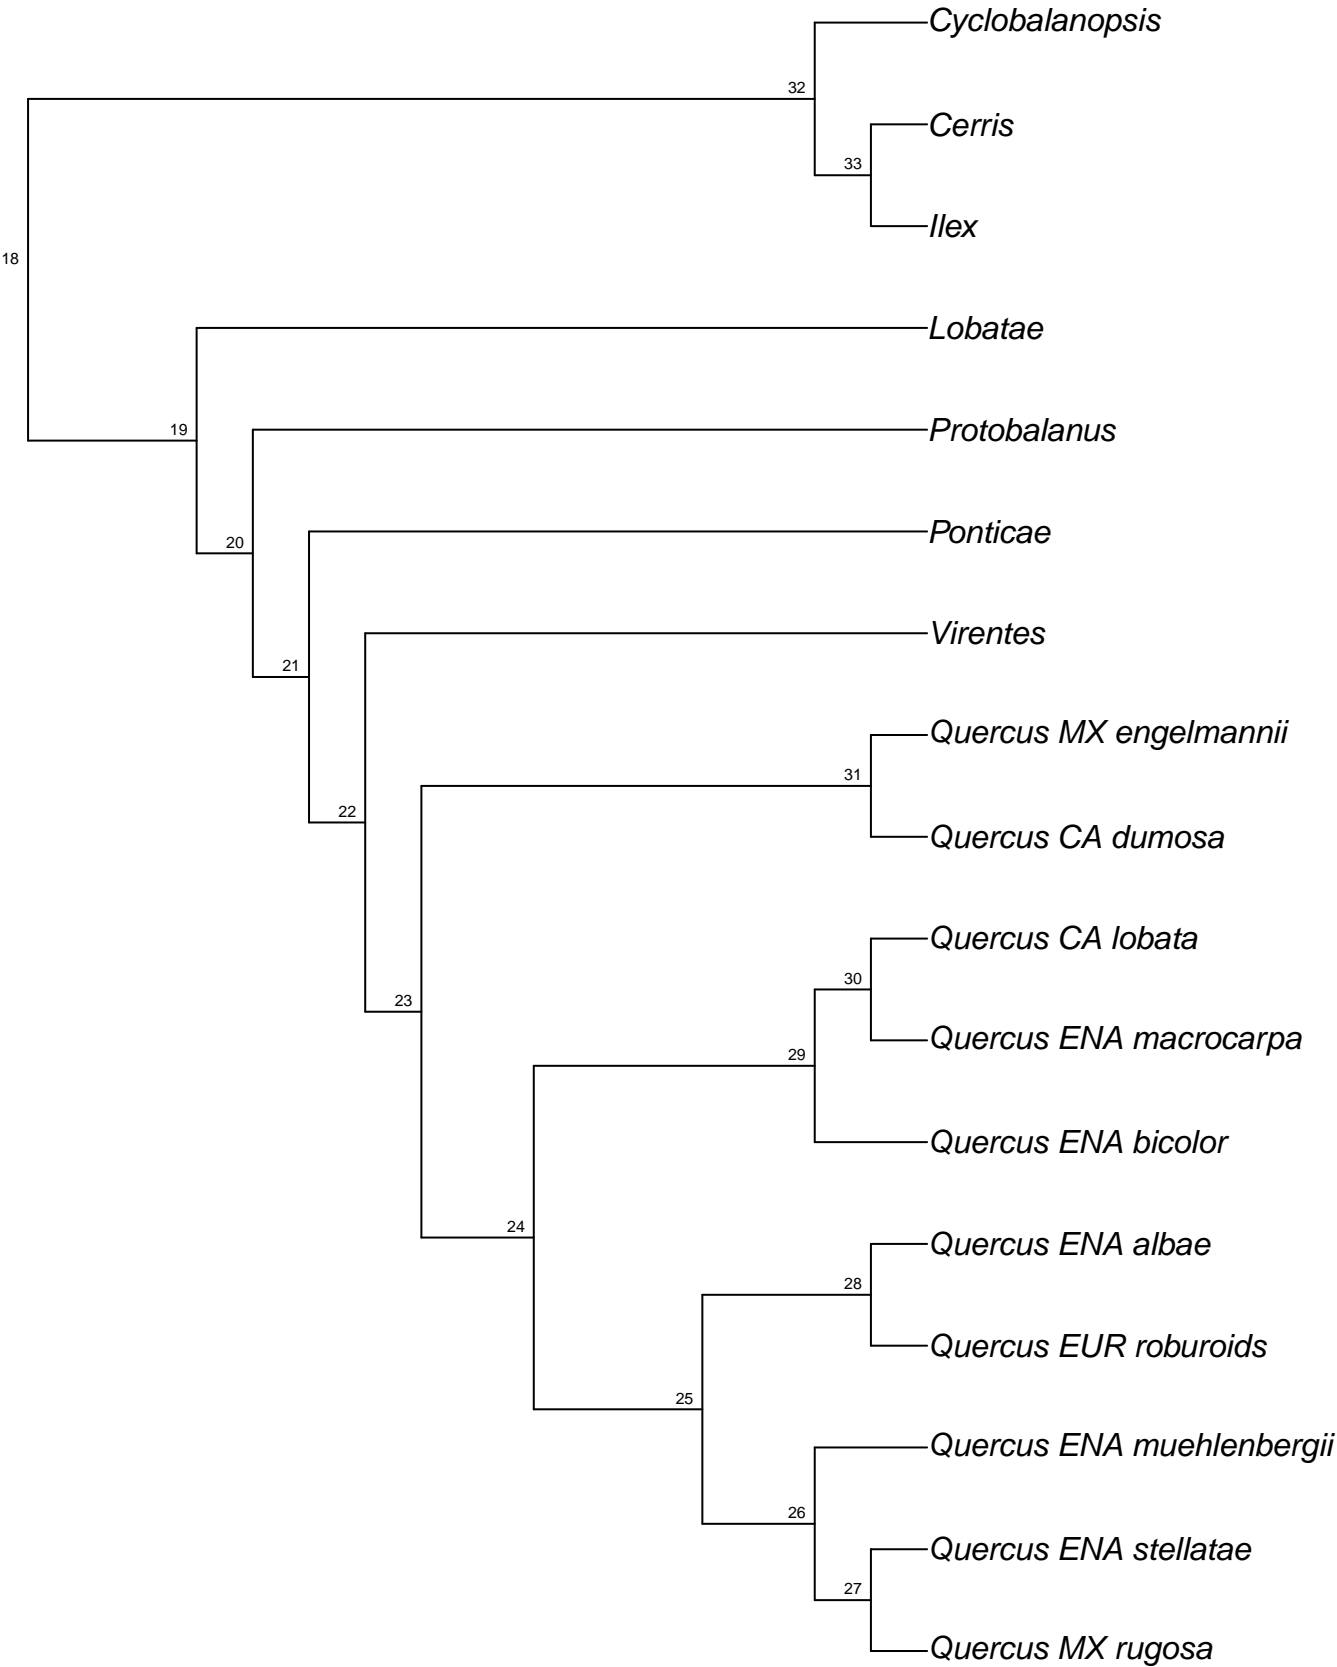 Cyclobalanopsis
32
Cerris
33
Ilex
18
Lobatae
19
Protobalanus
20
Ponticae
Virentes
21
Quercus MX engelmannii
31
22
Quercus CA dumosa
Quercus CA lobata
30
23
Quercus ENA macrocarpa
29
Quercus ENA bicolor
24
Quercus ENA albae
28
Quercus EUR roburoids
25
Quercus ENA muehlenbergii
26
Quercus ENA stellatae
27
Quercus MX rugosa